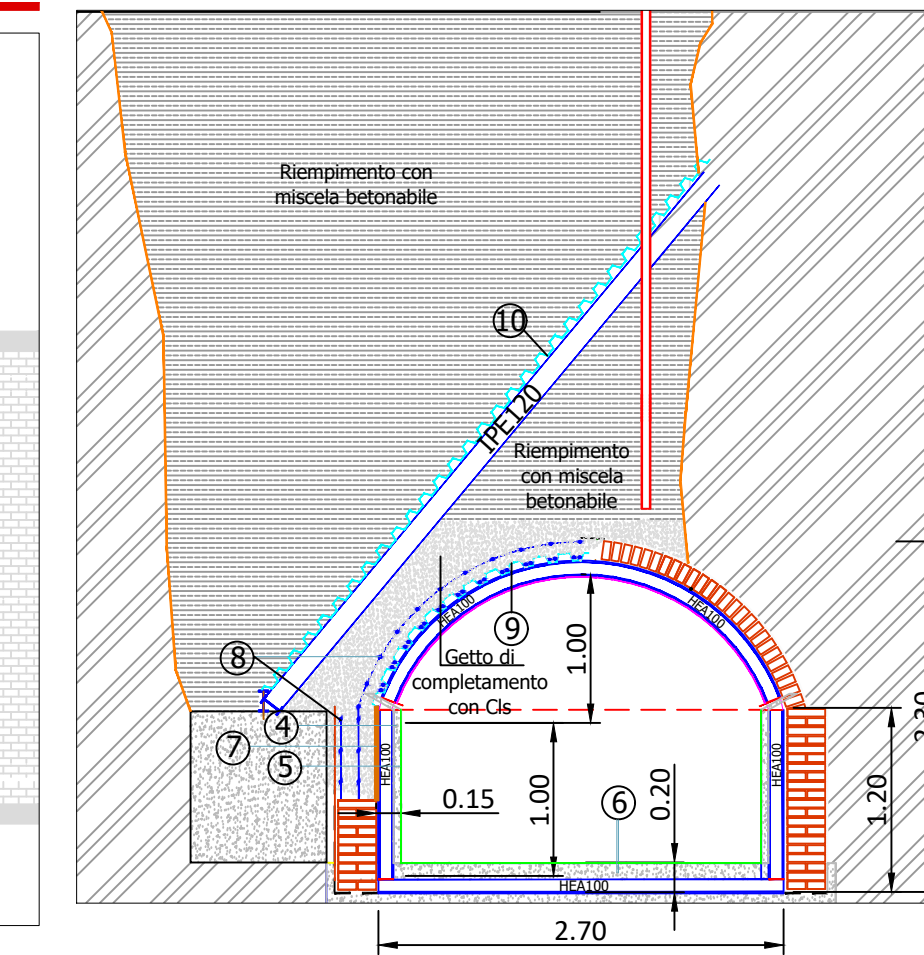 Riempimento con
miscela betonabile
10
IPE120
Riempimento
con miscela
betonabile
HEA100
HEA100
9
8
Getto di
completamento
con Cls
1.00
4
7
5
HEA100
HEA100
0.15
1.00
6
0.20
1.20
2.30
HEA100
2.70